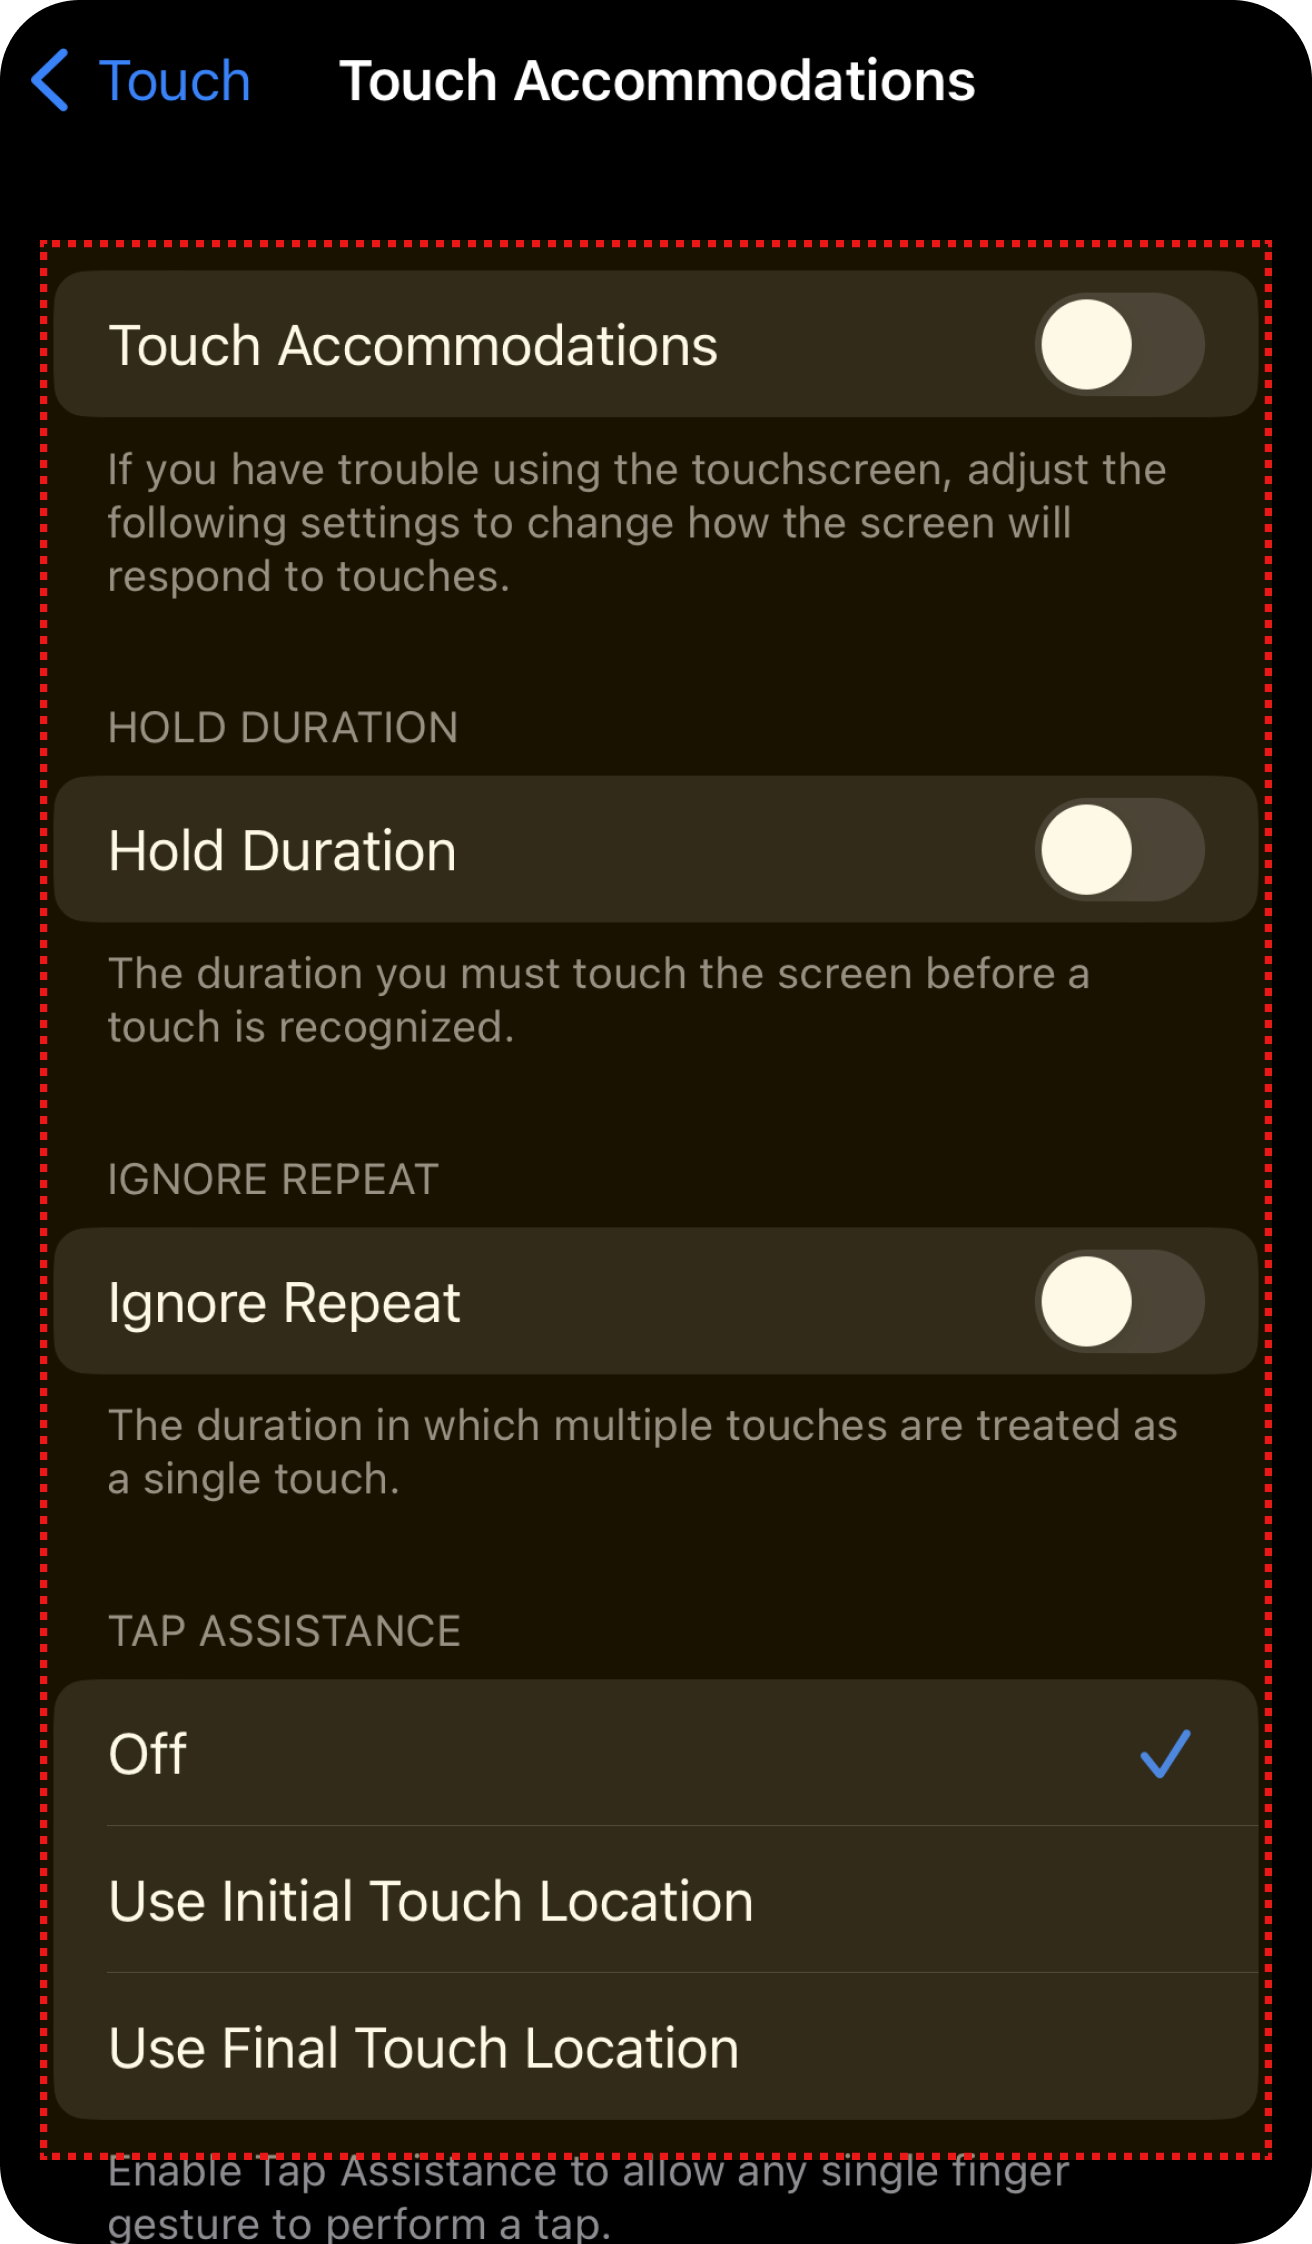 Touch
Touch Accommodations
Touch Accommodations
If you have trouble using the touchscreen, adjust the
following settings to change how the screen will
respond to touches.
HOLD DURATION
Hold Duration
The duration you must touch the screen before a
touch is recognized.
IGNORE REPEAT
Ignore Repeat
The duration in which multiple touches are treated as
a single touch.
TAP ASSISTANCE
Off
Use Initial Touch Location
Use Final Touch Location
Enable Tap Assistance to allow any single finger
gesture to perform a tap.